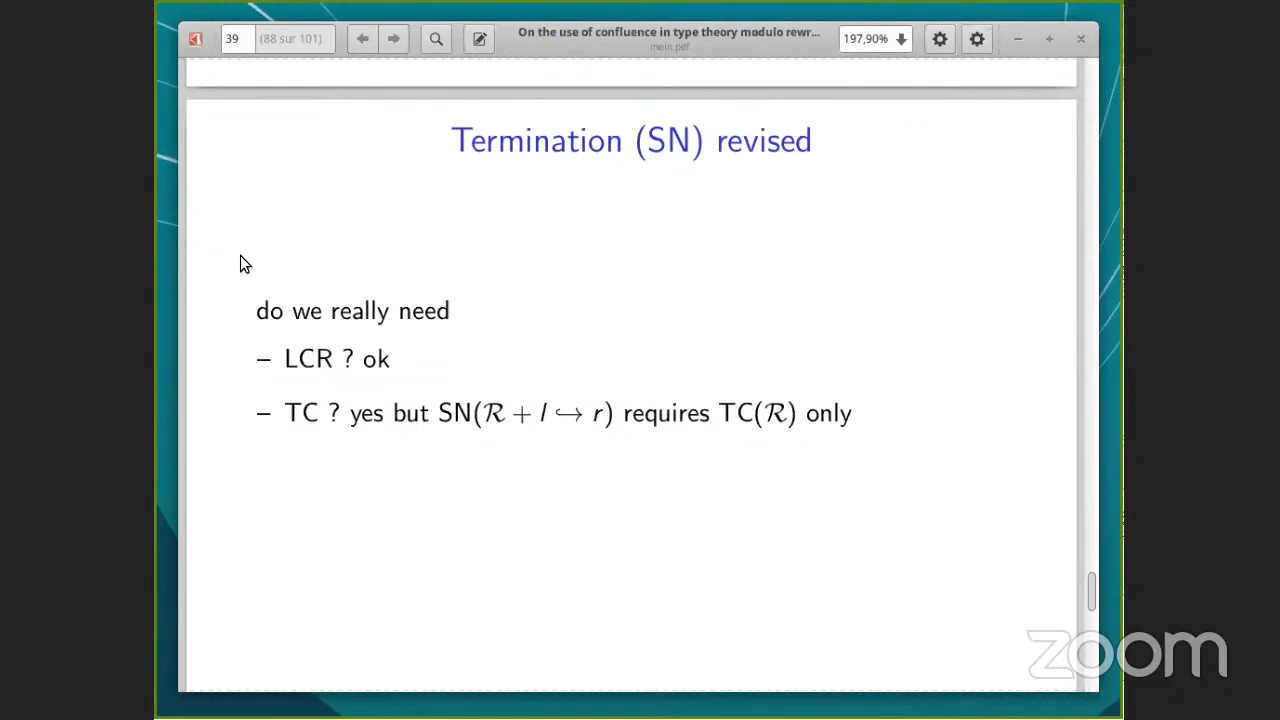 39 (88 sur 101)
On the use of confluence in type theory modulo rewr...
main.pdf
197,90%
Termination (SN) revised
do we really need
– LCR ? ok
– TC ? yes but SN(ℛ + l ↪ r) requires TC(ℛ) only
zoom